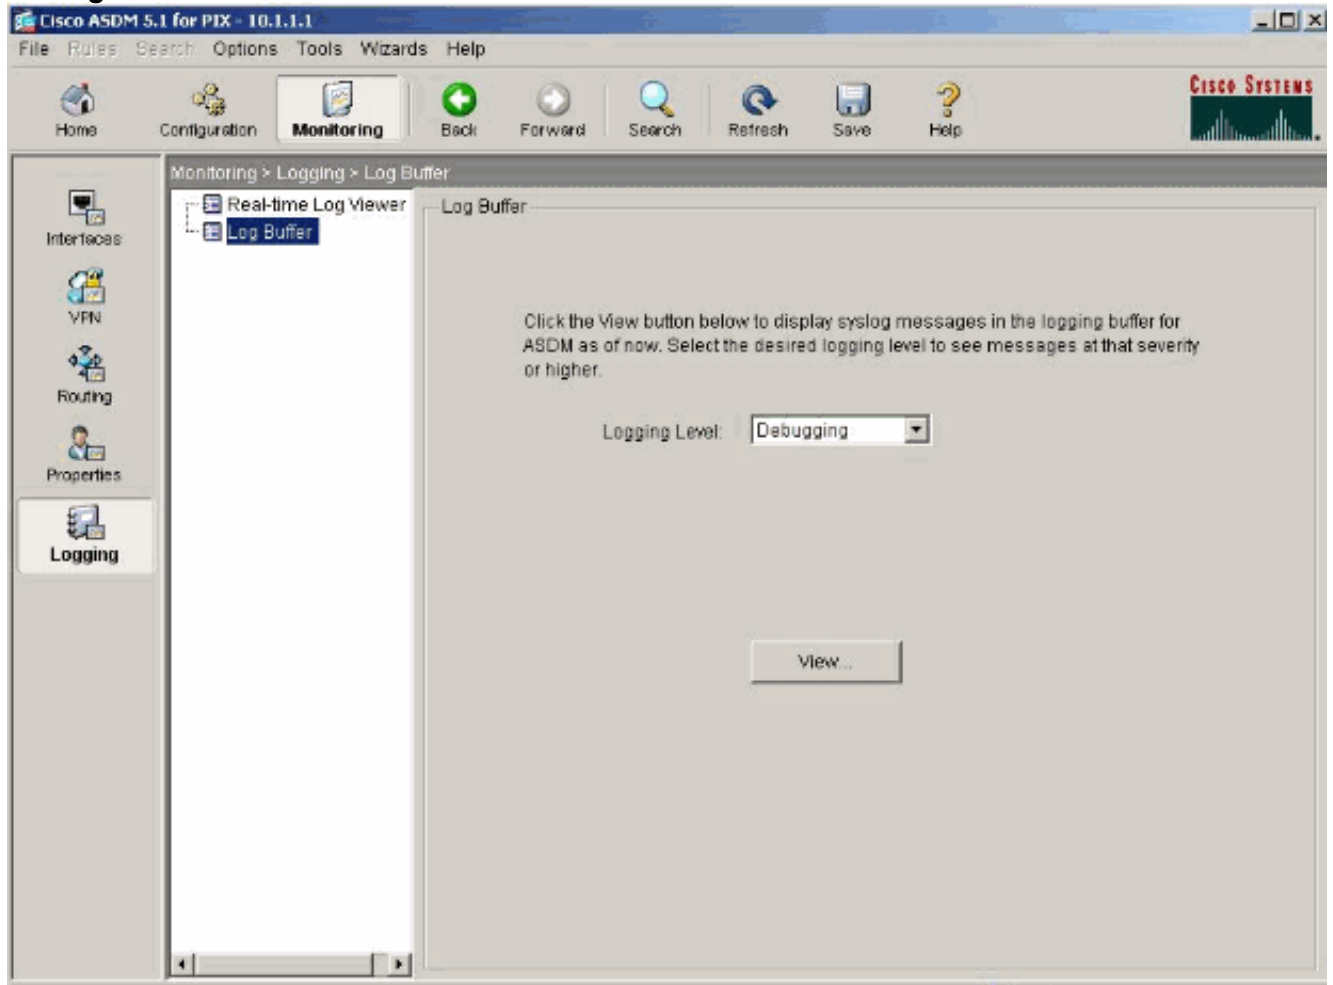 Cisco ASDM 5.1 for PIX - 10.1.1.1
File Rules Search Options Tools Wizards Help
Home Configuration Monitoring Back Forward Search Refresh Save Help
CISCO SYSTEMS
Monitoring > Logging > Log Buffer
Interfaces
VPN
Routing
Properties
Logging
Real-time Log Viewer
Log Buffer
Log Buffer
Click the View button below to display syslog messages in the logging buffer for
ASDM as of now. Select the desired logging level to see messages at that severity
or higher.
Logging Level: Debugging
View...